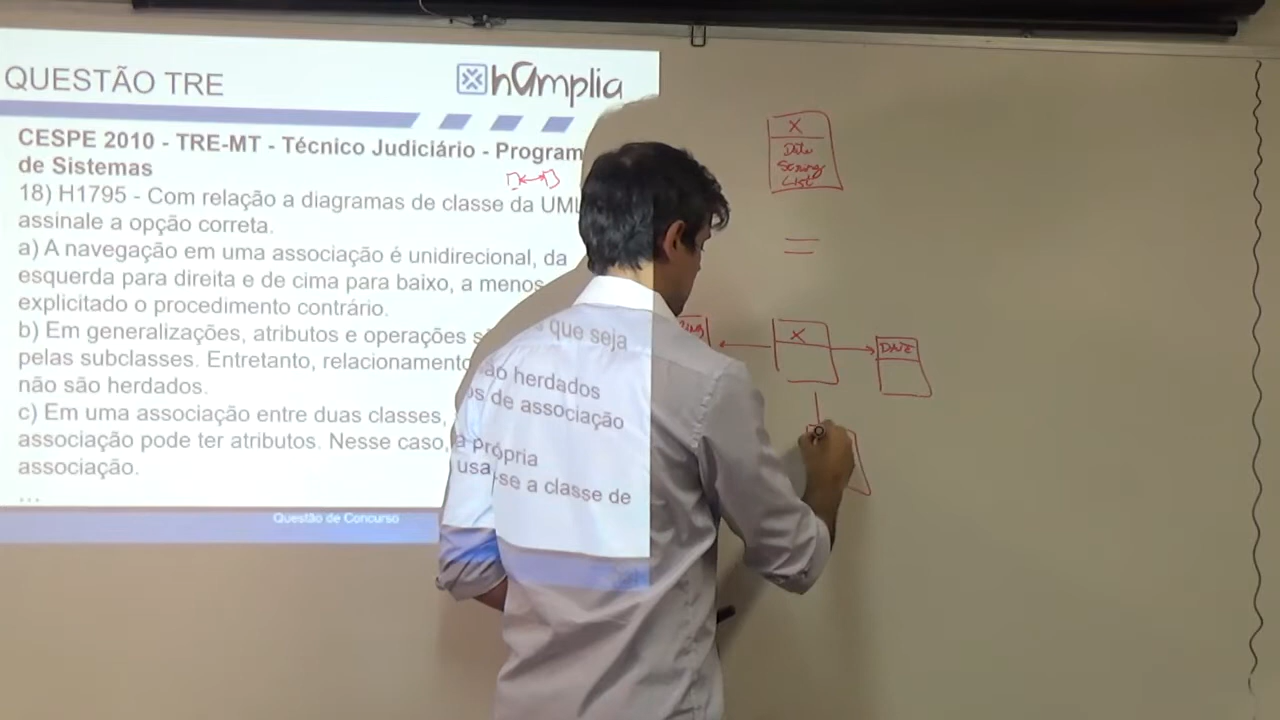 QUESTÃO TRE
hAmplia
CESPE 2010 - TRE-MT - Técnico Judiciário - Program
de Sistemas
18) H1795 - Com relação a diagramas de classe da UML
assinale a opção correta.
a) A navegação em uma associação é unidirecional, da
esquerda para direita e de cima para baixo, a menos que seja
explicitado o procedimento contrário.
b) Em generalizações, atributos e operações são herdados
pelas subclasses. Entretanto, relacionamentos de associação
não são herdados.
c) Em uma associação entre duas classes, a própria
associação pode ter atributos. Nesse caso, usa-se a classe de
associação.
...
Questão de Concurso
X
Date
String
List
=
X
DATE